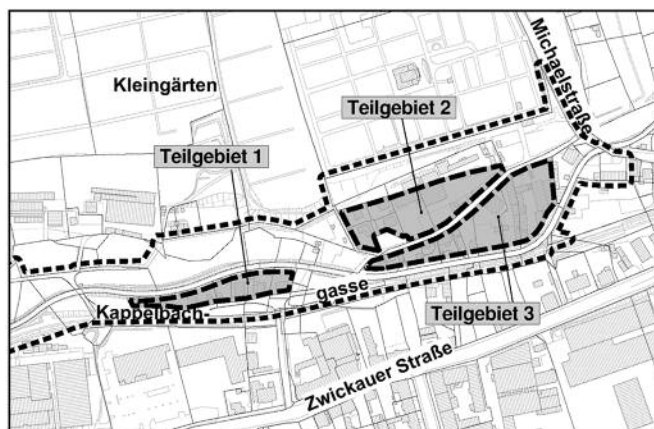 Michaelstraße
Kleingärten
Teilgebiet 2
Teilgebiet 1
Kappelbach-
gasse
Teilgebiet 3
Zwickauer Straße